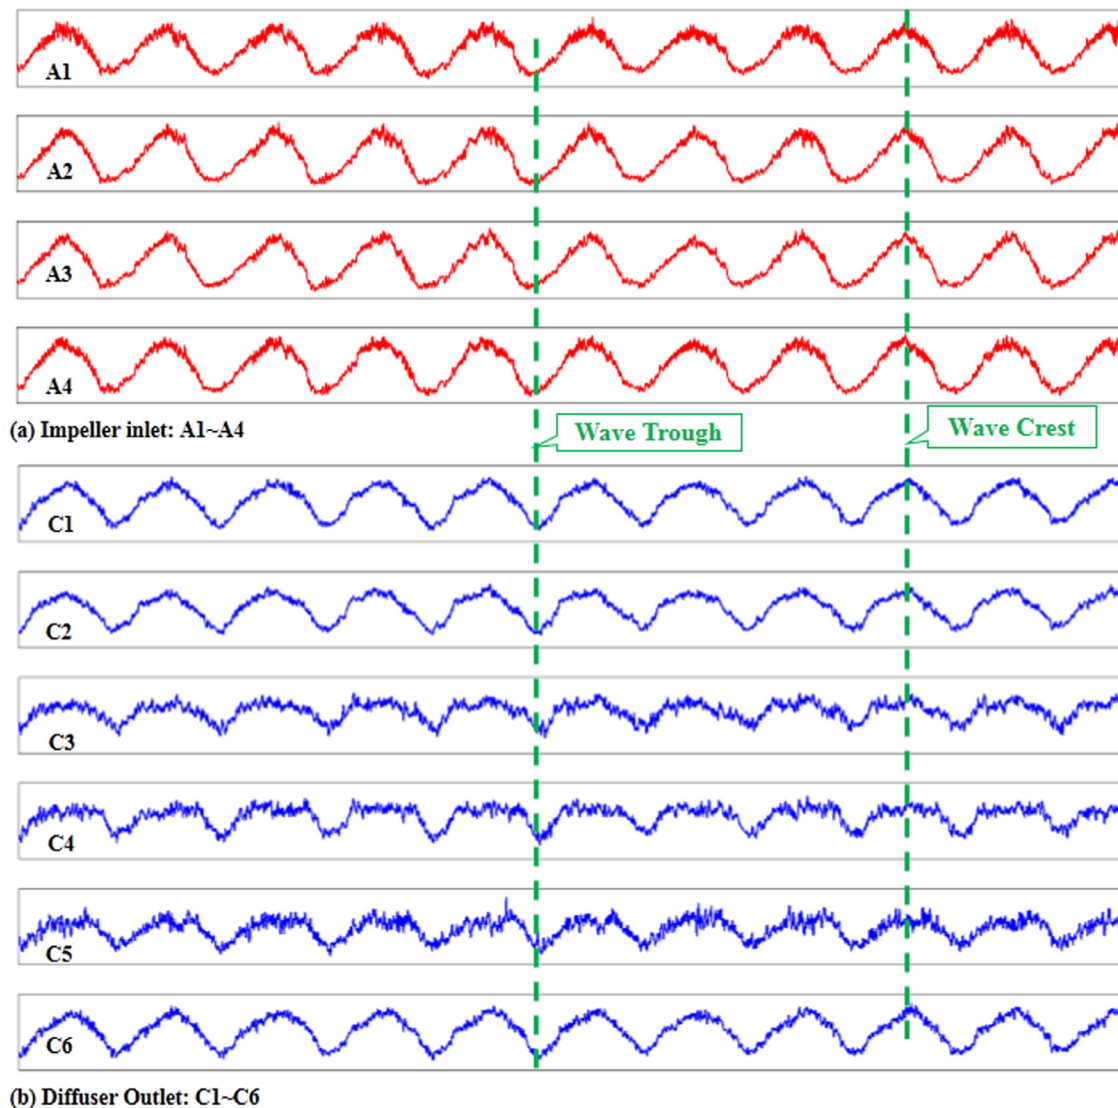 A1
A2
A3
A4
(a) Impeller inlet: A1~A4
Wave Trough
Wave Crest
C1
C2
C3
C4
C5
C6
(b) Diffuser Outlet: C1~C6